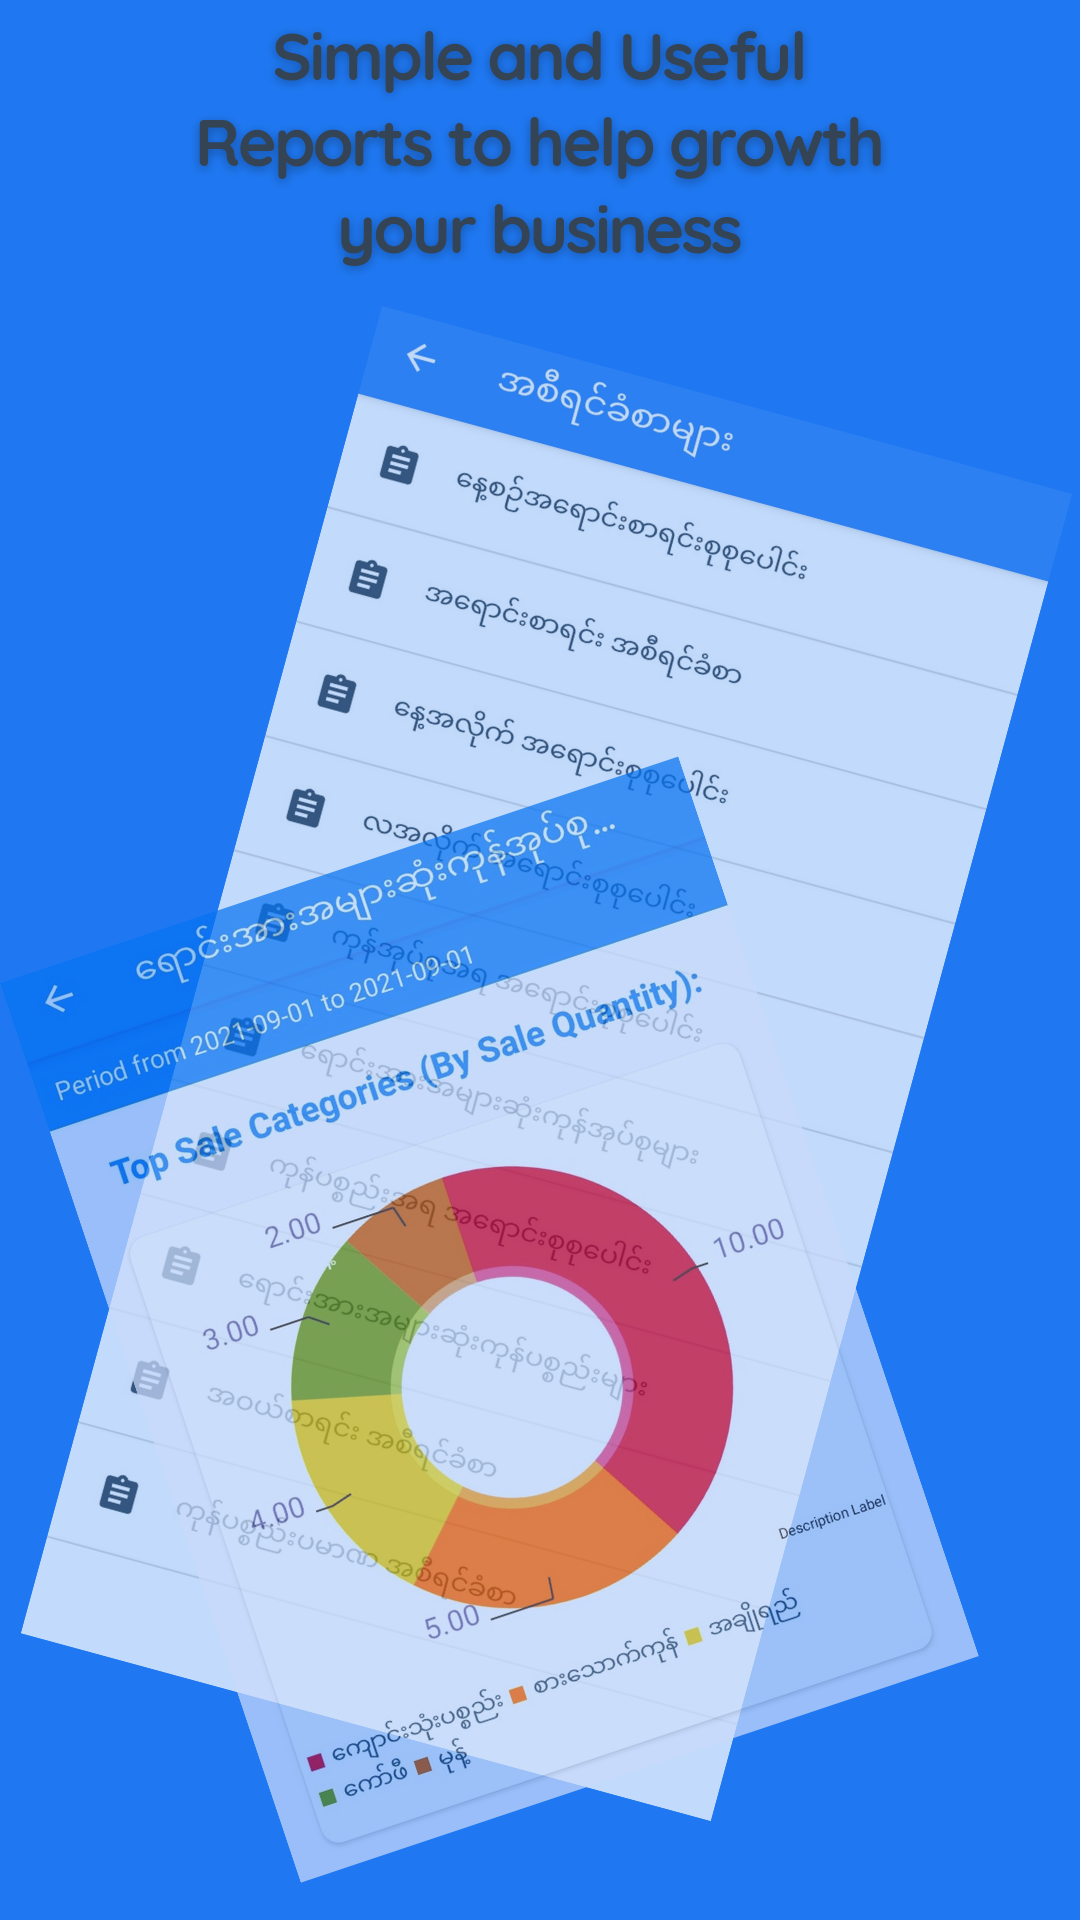 Simple and Useful
Reports to help growth
your business
အစီရင်ခံစာများ
နေ့စဉ်အရောင်းစာရင်းစုစုပေါင်း
အရောင်းစာရင်း အစီရင်ခံစာ
နေ့အလိုက် အရောင်းစုစုပေါင်း
လအလိုက် အရောင်းစုစုပေါင်း
ကုန်အုပ်စုအရ အရောင်းစုစုပေါင်း
ရောင်းအားအများဆုံးကုန်အုပ်စုများ
ကုန်ပစ္စည်းအရ အရောင်းစုစုပေါင်း
ရောင်းအားအများဆုံးကုန်ပစ္စည်းများ
အဝယ်စာရင်း အစီရင်ခံစာ
ကုန်ပစ္စည်းပမာဏ အစီရင်ခံစာ
ရောင်းအားအများဆုံးကုန်အုပ်စု...
Period from 2021-09-01 to 2021-09-01
Top Sale Categories (By Sale Quantity):
2.00
10.00
3.00
4.00
5.00
Description Label
ကျောင်းသုံးပစ္စည်း စားသောက်ကုန် အချိုရည်
ကော်ဖီ မုန့်